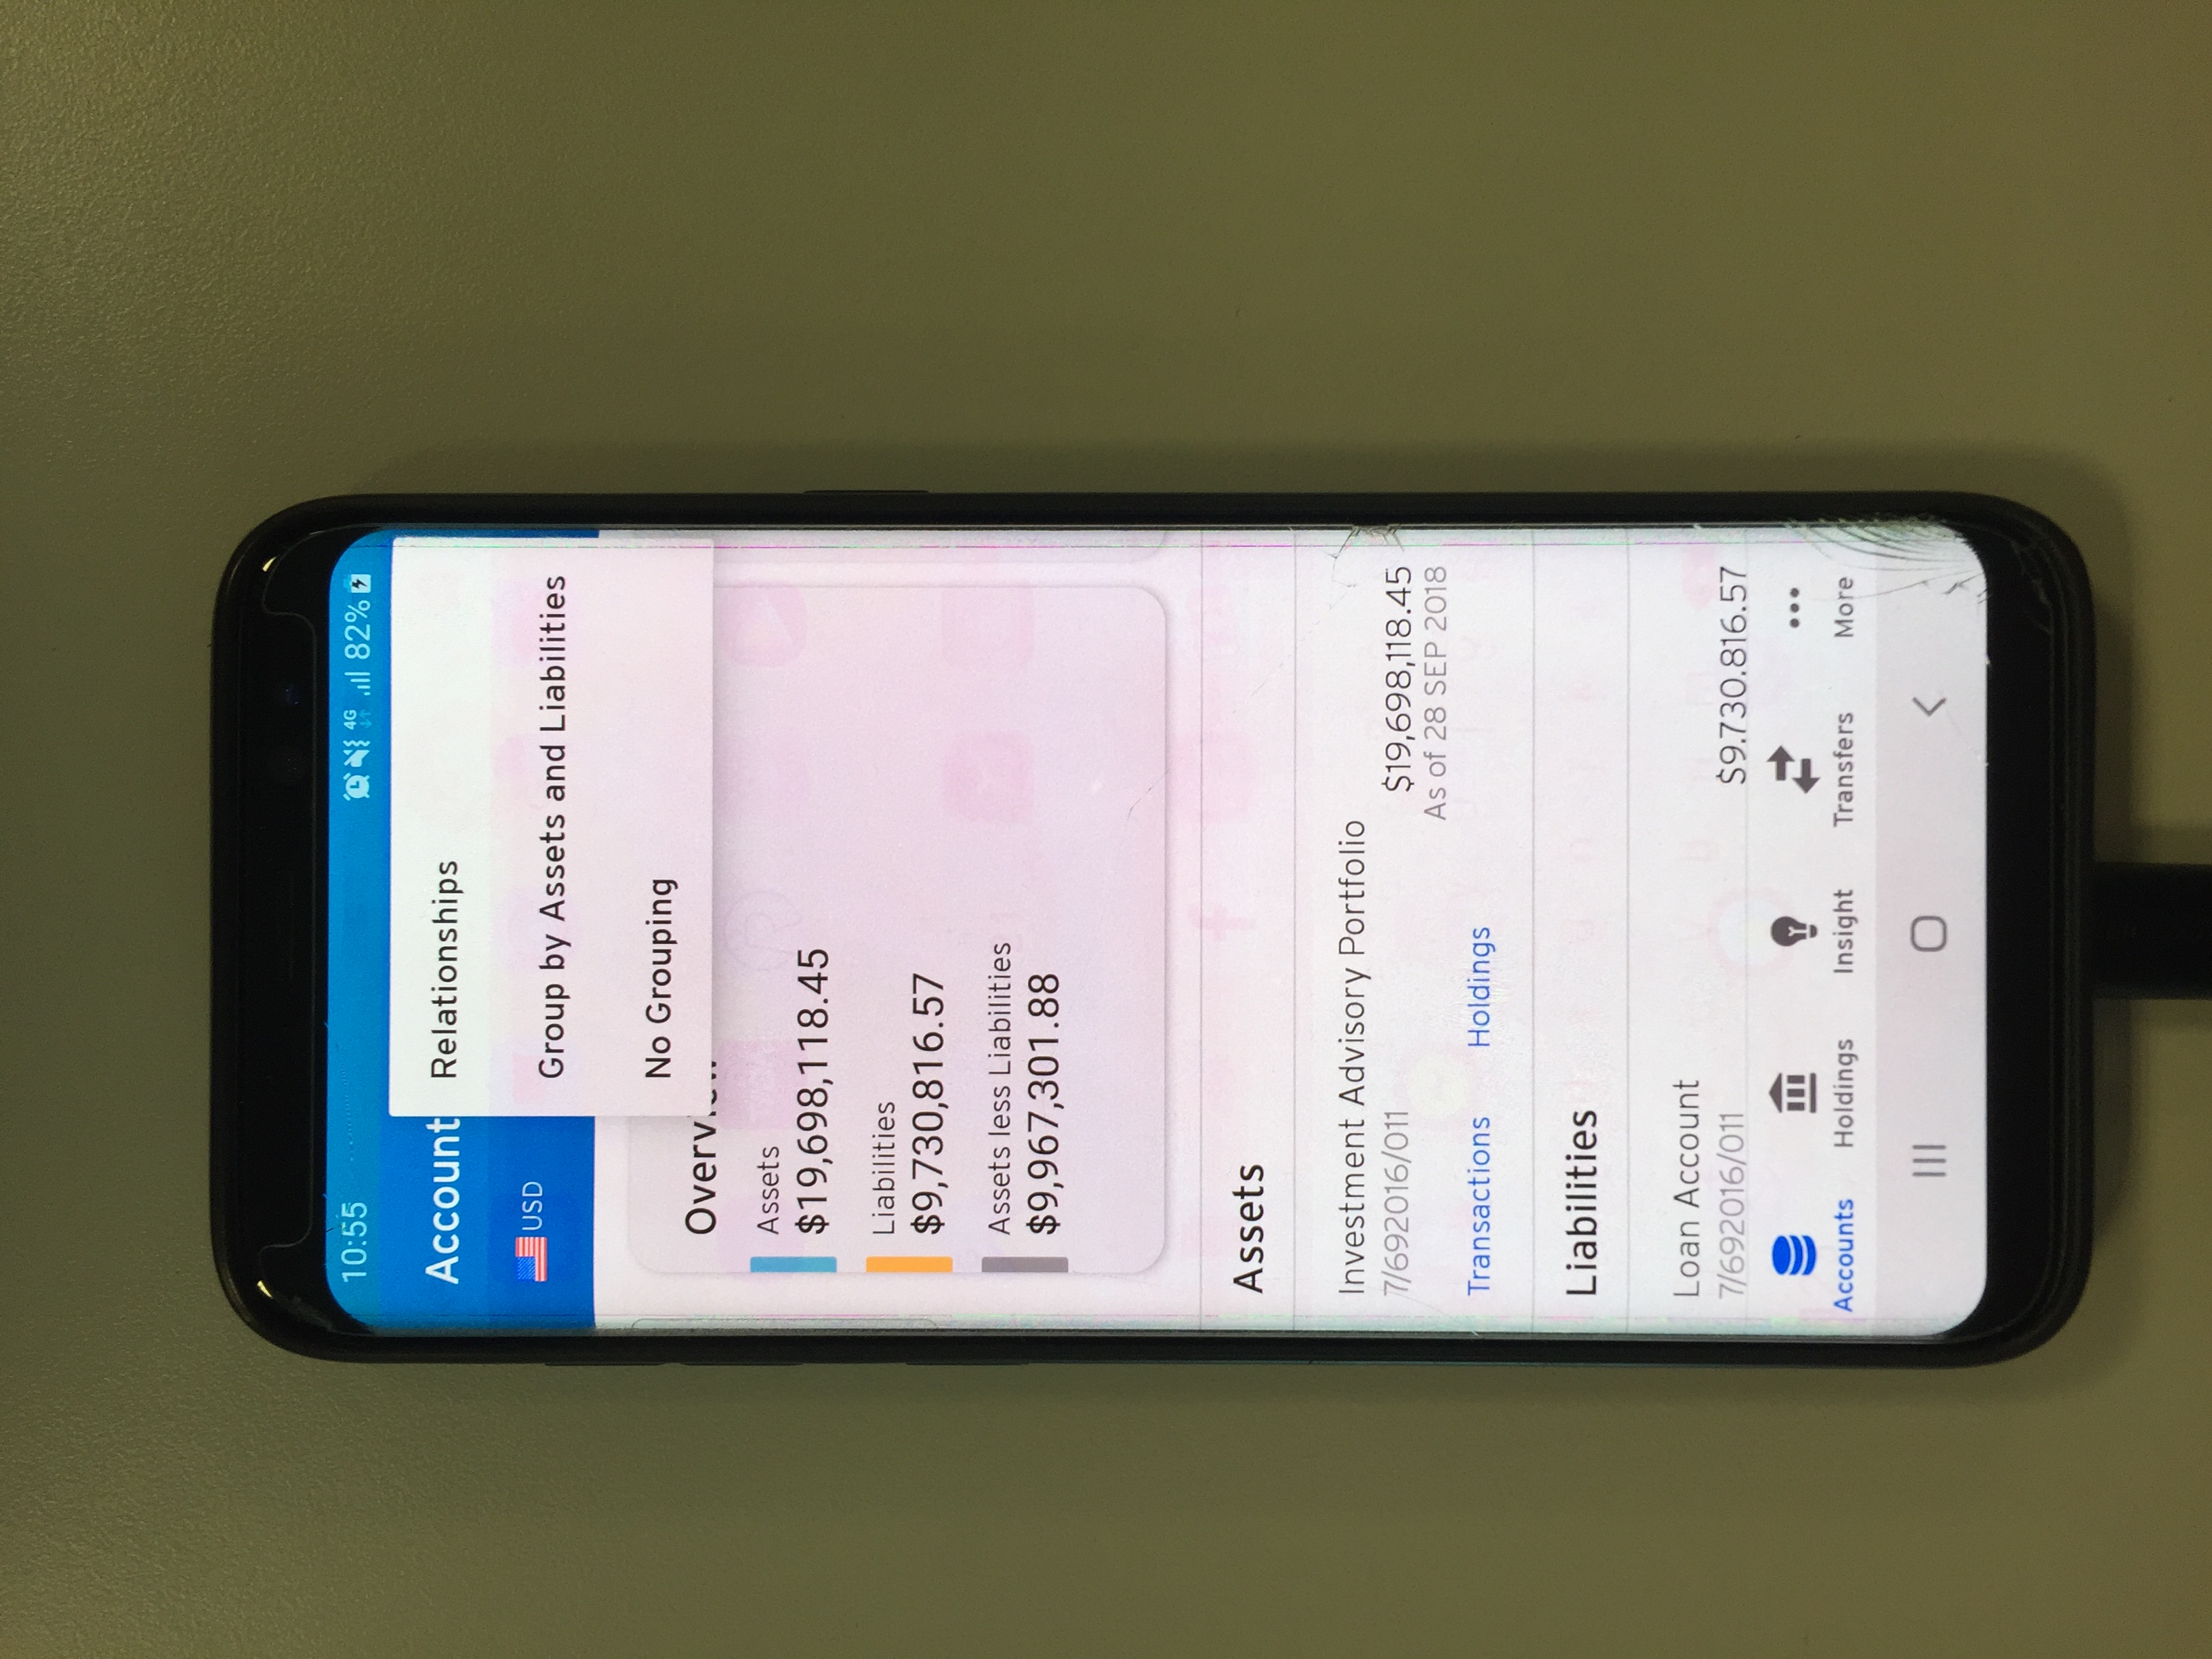 10:55
4G
82%
Account
Relationships
USD
Group by Assets and Liabilities
No Grouping
Assets
$19,698,118.45
Liabilities
$9,730,816.57
Assets less Liabilities
$9,967,301.88
Assets
Investment Advisory Portfolio
7/692016/011
$19,698,118.45
As of 28 SEP 2018
Transactions
Holdings
Liabilities
Loan Account
7/692016/011
$9.730.816.57
Accounts
Holdings
Insight
Transfers
More